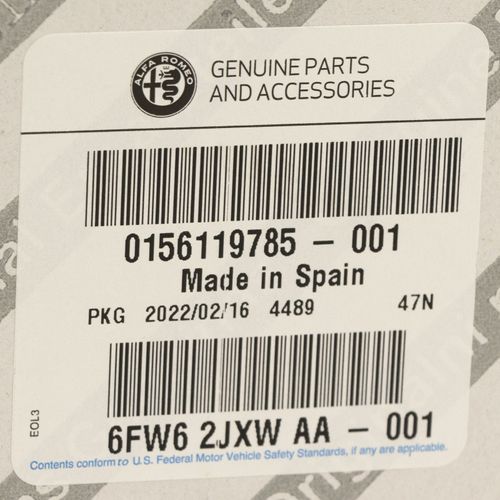 ALFA ROMEO
GENUINE PARTS
AND ACCESSORIES
0156119785 - 001
Made in Spain
PKG 2022/02/16 4489 47N
EOL3
6FW6 2JXW AA - 001
Contents conform to U.S. Federal Motor Vehicle Safety Standards, if any are applicable.